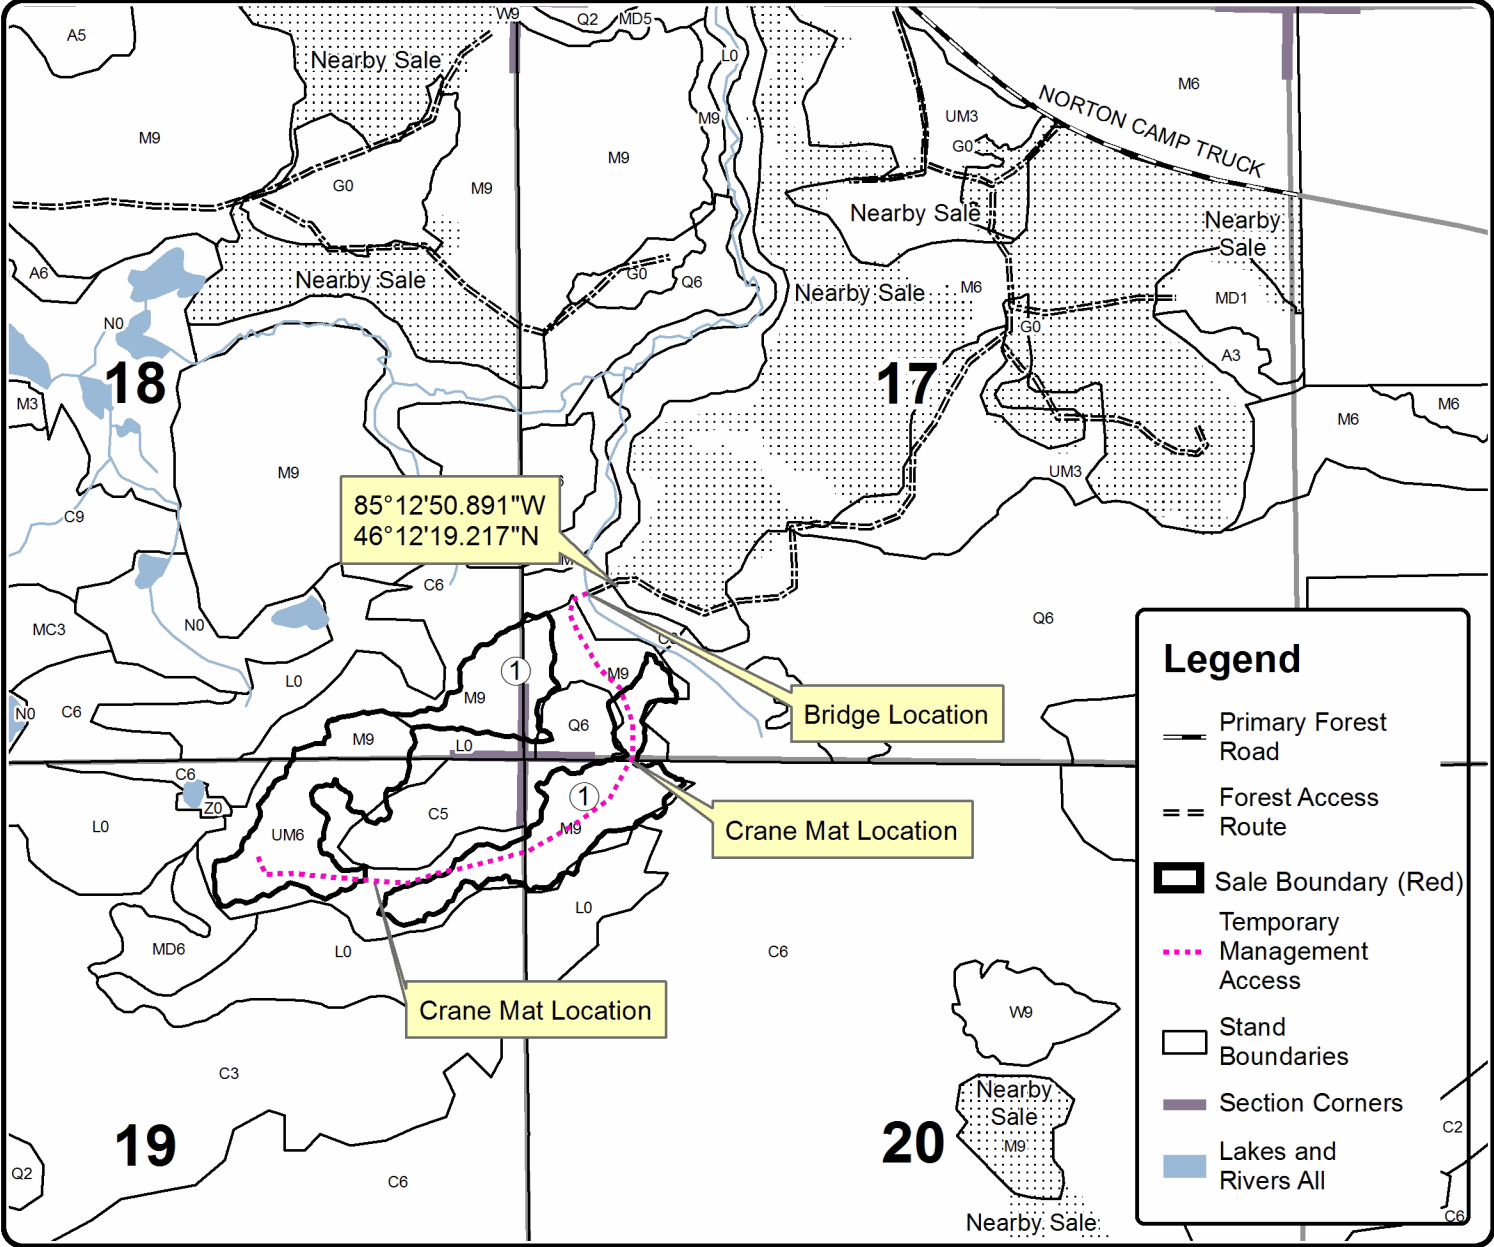 W9
Q2
MD5
A5
Nearby Sale
L0
M6
NORTON CAMP TRUCK
M9
M9
UM3
G0
M9
G0
M9
Nearby Sale
Nearby
Sale
A6
Nearby Sale
G0
Q6
Nearby Sale
M6
MD1
N0
G0
A3
18
17
M3
M6
M6
M9
UM3
85°12'50.891"W
46°12'19.217"N
C9
C6
Q6
MC3
N0
L0
M9
1
M9
N0
C6
Q6
Bridge Location
M9
L0
C6
Z0
1
C5
M9
Crane Mat Location
L0
UM6
L0
MD6
L0
C6
Crane Mat Location
W9
C3
Nearby
Sale
M9
19
20
Q2
C6
Nearby Sale
Legend
Primary Forest
Road
Forest Access
Route
Sale Boundary (Red)
Temporary
Management
Access
Stand
Boundaries
Section Corners
Lakes and
Rivers All
C2
C6